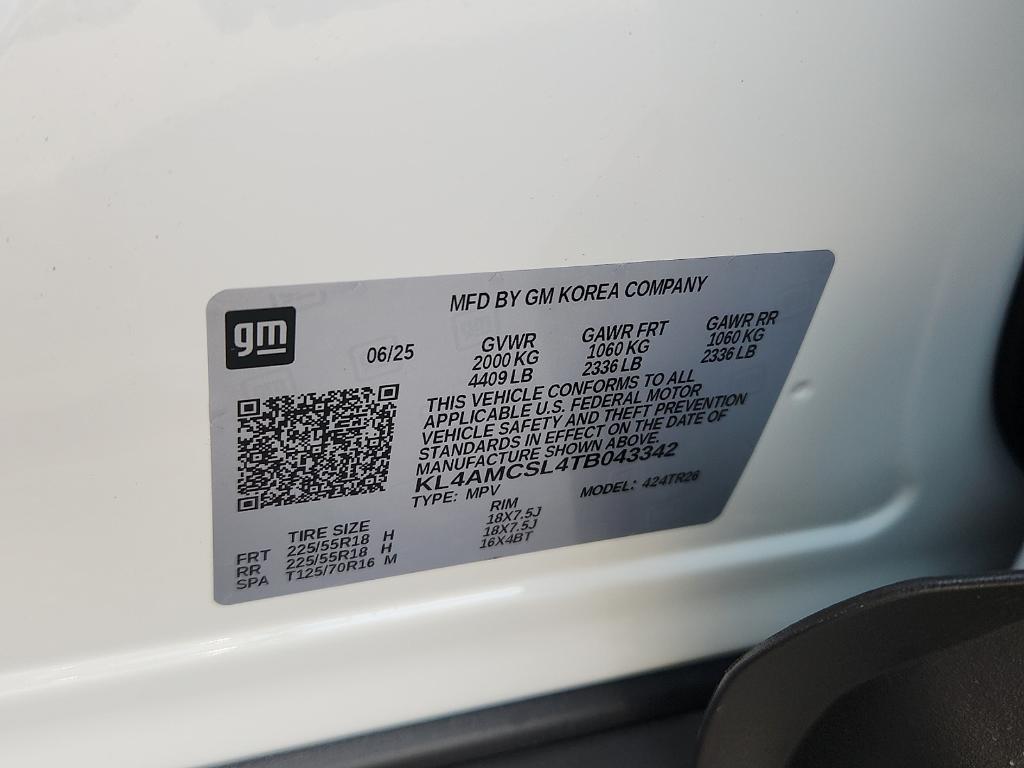 gm
MFD BY GM KOREA COMPANY
06/25
GVWR
2000 KG
4409 LB
GAWR FRT
1060 KG
2336 LB
GAWR RR
1060 KG
2336 LB
THIS VEHICLE CONFORMS TO ALL
APPLICABLE U.S. FEDERAL MOTOR
VEHICLE SAFETY AND THEFT PREVENTION
STANDARDS IN EFFECT ON THE DATE OF
MANUFACTURE SHOWN ABOVE.
KL4AMCSL4TB043342
TYPE: MPV MODEL: 424TR26
TIRE SIZE RIM
FRT 225/55R18 H 18X7.5J
RR 225/55R18 H 18X7.5J
SPA T125/70R16 M 16X4BT